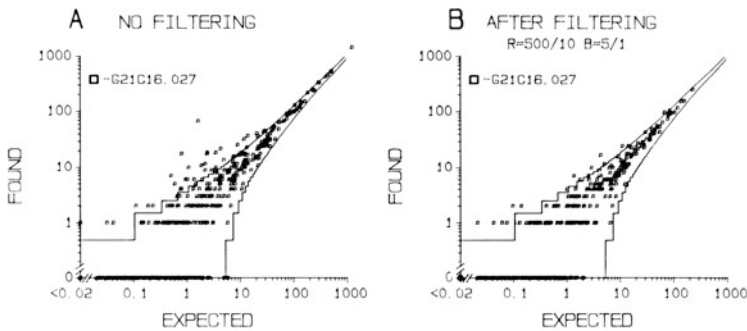 A NO FILTERING
B AFTER FILTERING
R=500/10 B=5/1
FOUND
1000
100
10
1
0
-G21C16.027
<0.02 0.1 1 10 100 1000
EXPECTED
FOUND
1000
100
10
1
0
-G21C16.027
<0.02 0.1 1 10 100 1000
EXPECTED